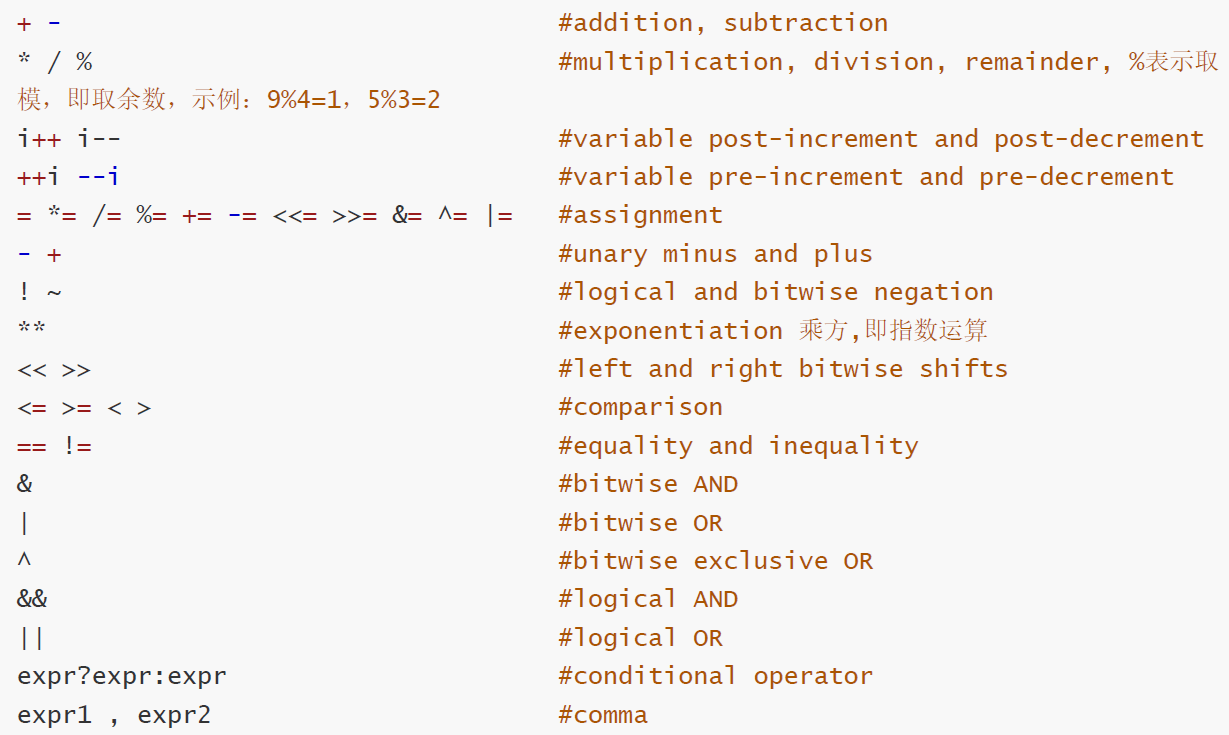 + - #addition, subtraction
* / % #multiplication, division, remainder, %表示取
模，即取余数，示例：9%4=1，5%3=2
i++ i-- #variable post-increment and post-decrement
++i --i #variable pre-increment and pre-decrement
= *= /= %= += -= <<= >>= &= ^= |= #assignment
- + #unary minus and plus
! ~ #logical and bitwise negation
** #exponentiation 乘方,即指数运算
<< >> #left and right bitwise shifts
<= >= < > #comparison
== != #equality and inequality
& #bitwise AND
| #bitwise OR
^ #bitwise exclusive OR
&& #logical AND
|| #logical OR
expr?expr:expr #conditional operator
expr1 , expr2 #comma